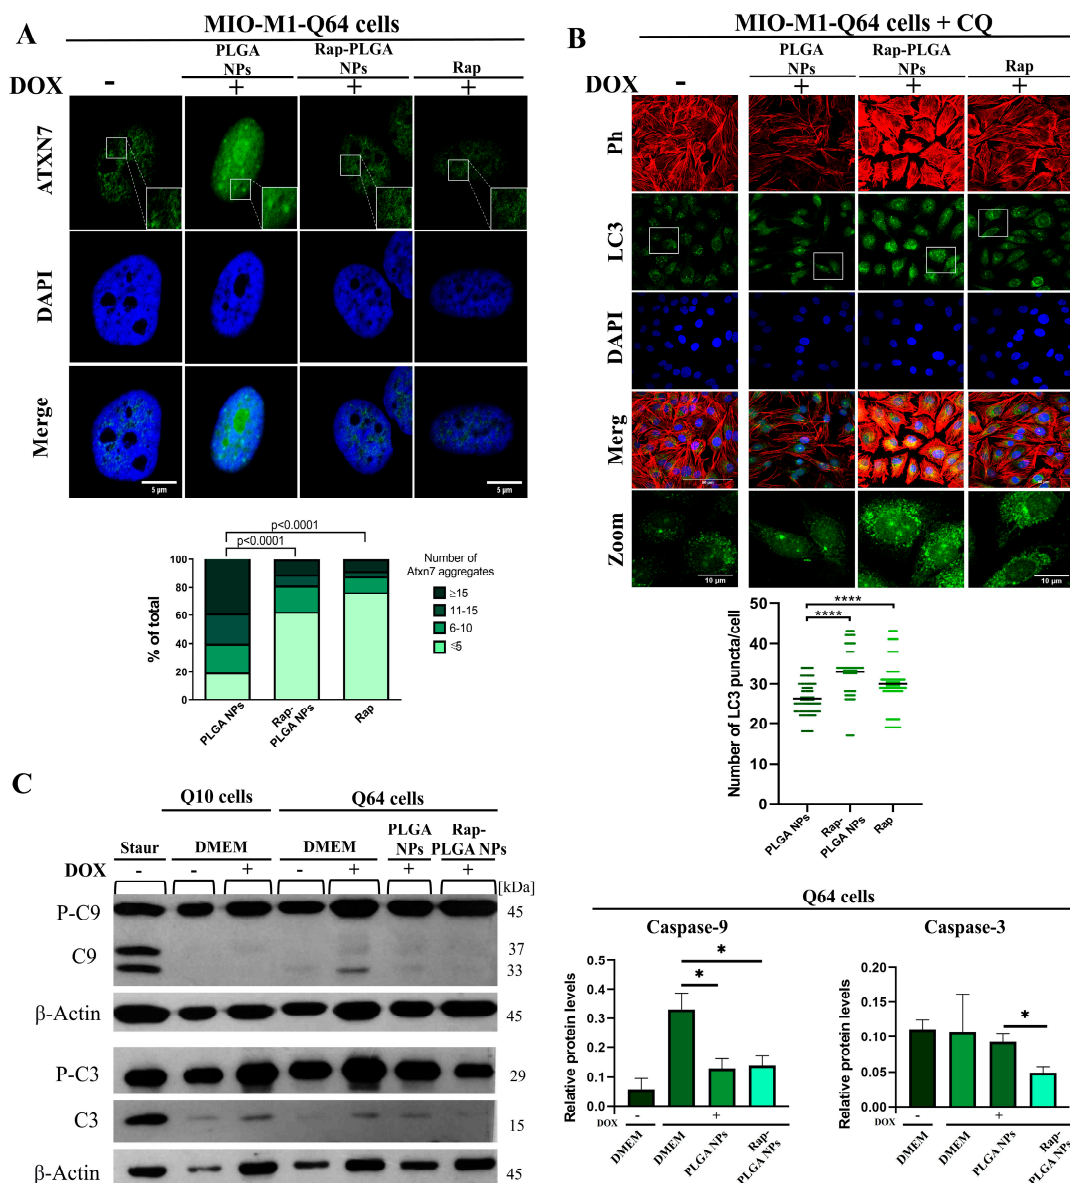 A
MIO-M1-Q64 cells
PLGA NPs
Rap-PLGA NPs
Rap
DOX - + + +
ATXN7
DAPI
Merge
5 µm
5 µm
p<0.0001
p<0.0001
% of total
100
80
60
40
20
0
PLGA NPs
Rap-PLGA NPs
Rap
Number of
Atxn7 aggregates
≥15
11-15
6-10
≤5
B
MIO-M1-Q64 cells + CQ
PLGA NPs
Rap-PLGA NPs
Rap
DOX - + + +
Ph
LC3
DAPI
Merg
Zoom
10 µm
10 µm
****
****
Number of LC3 puncta/cell
50
40
30
20
10
0
PLGA NPs
Rap-PLGA NPs
Rap
C
Q10 cells
Q64 cells
Staur
DMEM
DMEM
PLGA NPs
Rap-PLGA NPs
DOX - - + - + + +
[kDa]
P-C9 45
C9 37
33
β-Actin 45
P-C3 29
C3 15
β-Actin 45
Q64 cells
Caspase-9
Relative protein levels
0.5
0.4
0.3
0.2
0.1
0.0
*
*
DOX - +
DMEM
DMEM
PLGA NPs
Rap-PLGA NPs
Caspase-3
Relative protein levels
0.20
0.15
0.10
0.05
0.00
*
DOX - +
DMEM
DMEM
PLGA NPs
Rap-PLGA NPs